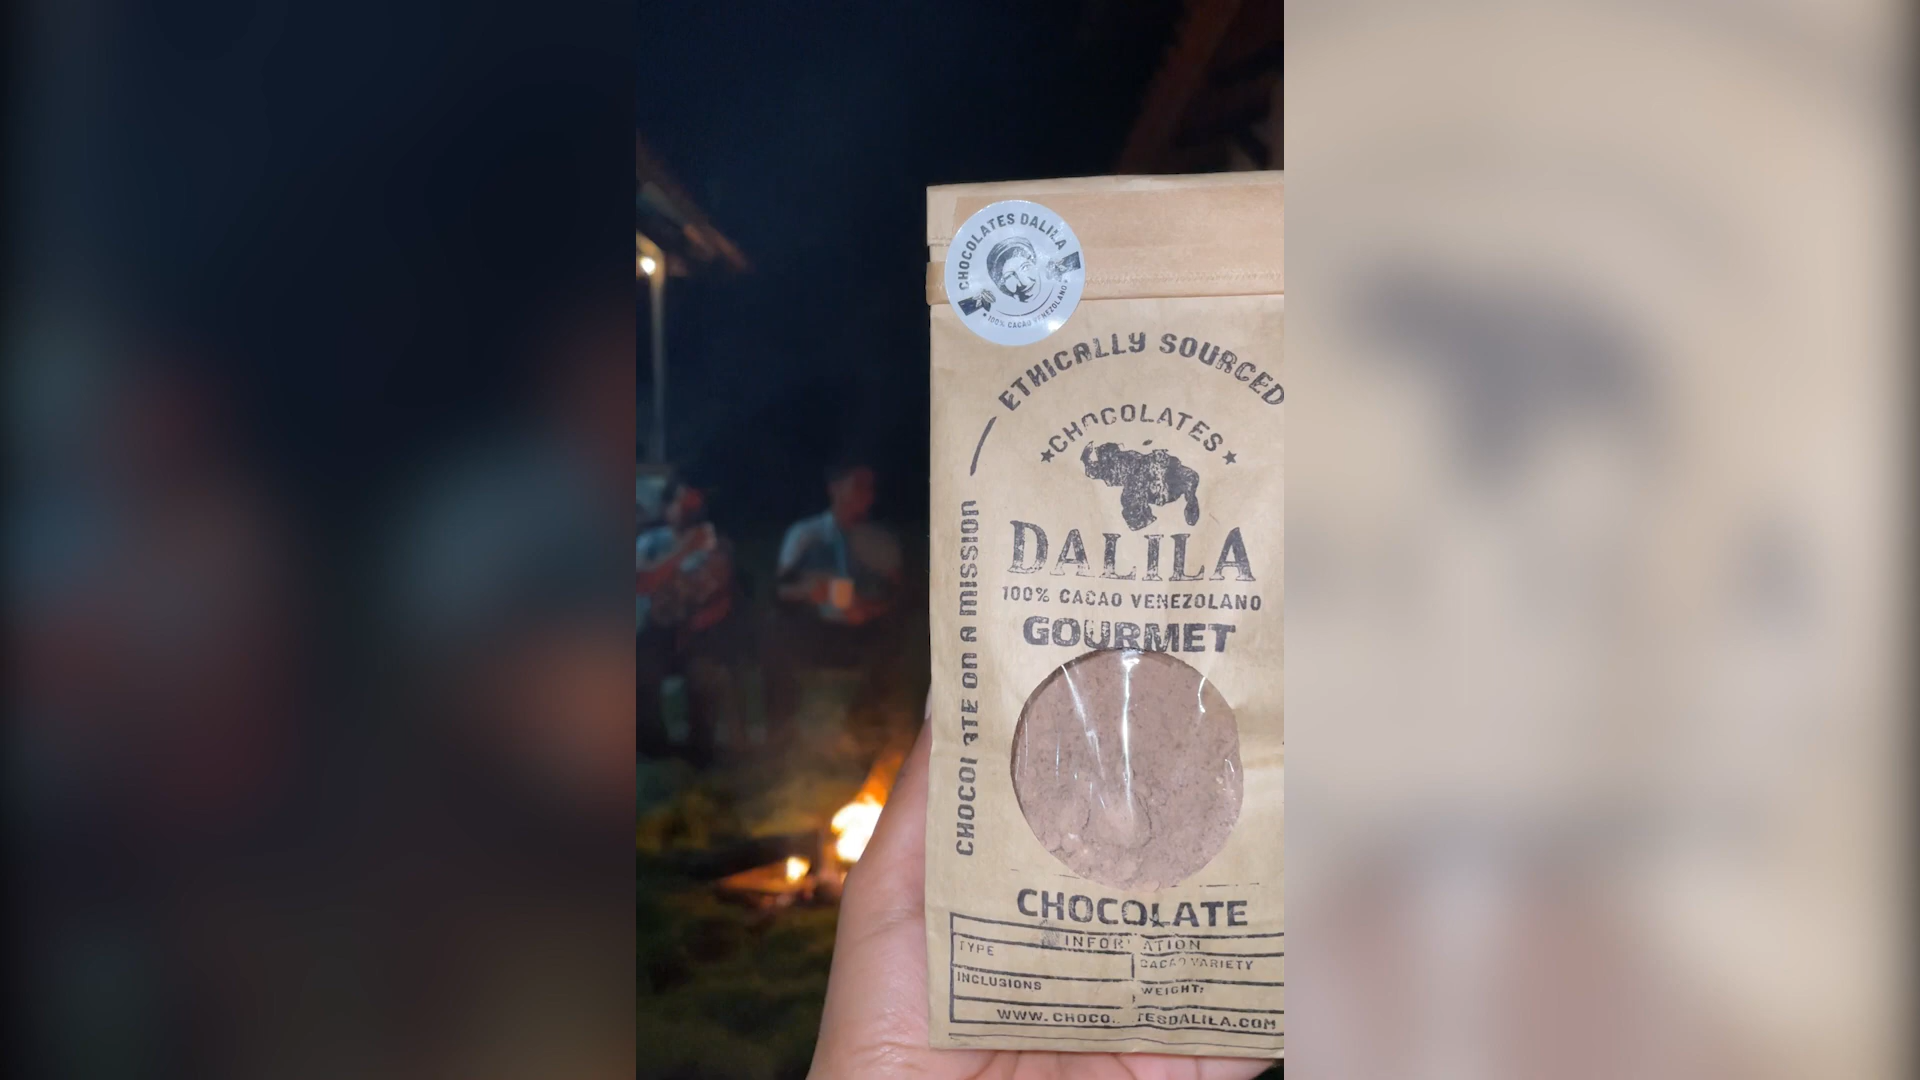 CHOCOLATES DALILA
100% CACAO VENEZOLANO
ETHICALLY SOURCED
CHOCOLATES
DALILA
100% CACAO VENEZOLANO
GOURMET
CHOCOLATE ON A MISSION
CHOCOLATE
INFORMATION
TYPE
CACAO VARIETY
INCLUSIONS
WEIGHT:
WWW.CHOCOLATESDALILA.COM